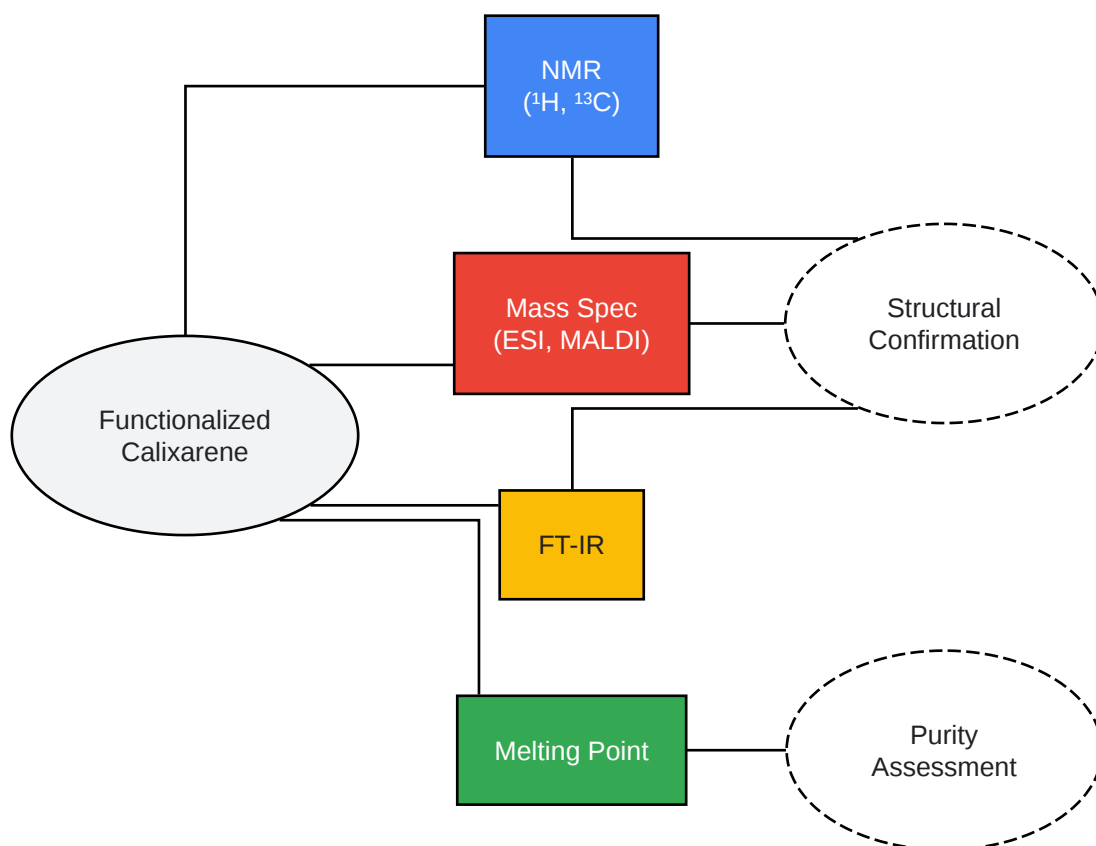 NMR
(¹H, ¹³C)
Mass Spec
(ESI, MALDI)
Structural
Confirmation
Functionalized
Calixarene
FT-IR
Melting Point
Purity
Assessment